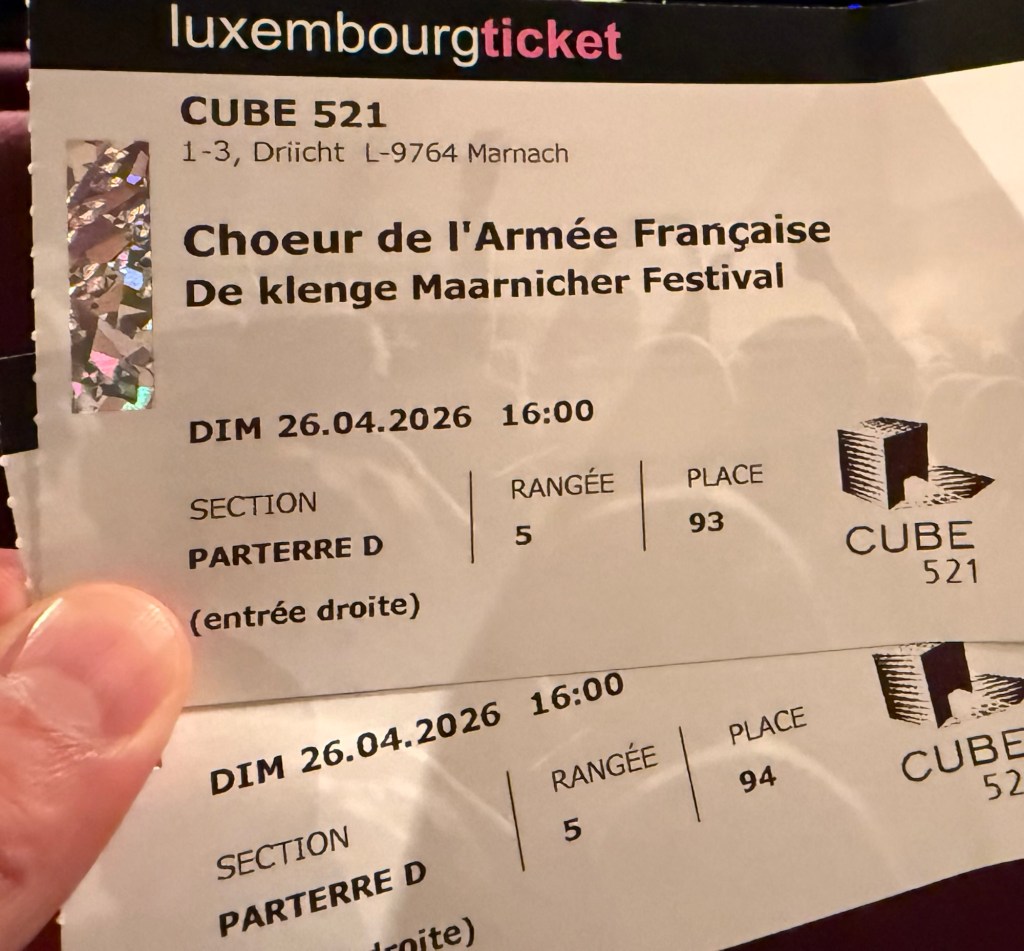 luxembourgticket
CUBE 521
1-3, Driicht L-9764 Marnach
Choeur de l'Armée Française
De klenge Maarnicher Festival
DIM 26.04.2026 16:00
SECTION
PARTERRE D
(entrée droite)
RANGÉE
5
PLACE
93
CUBE
521
DIM 26.04.2026 16:00
SECTION
PARTERRE D
RANGÉE
5
PLACE
94
CUBE